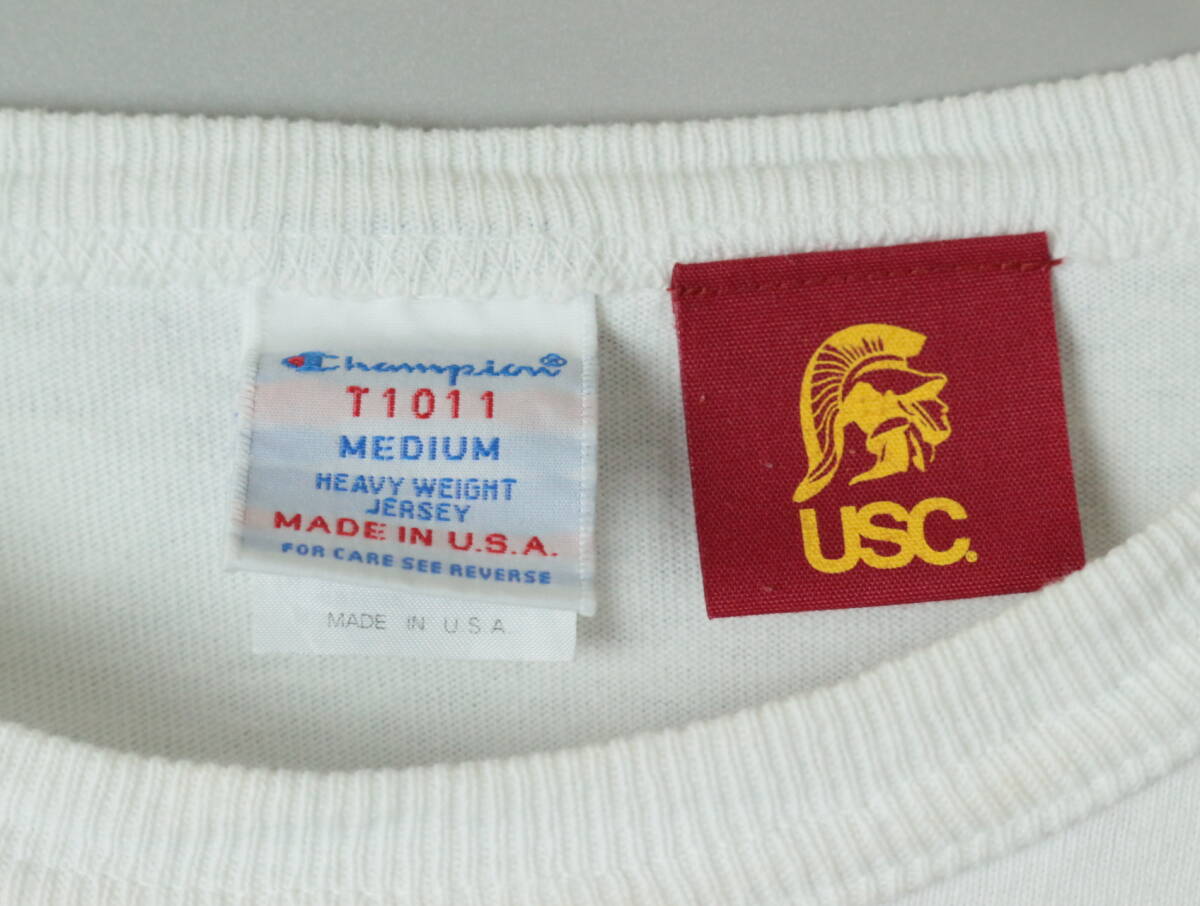 Champion®
T1011
MEDIUM
HEAVY WEIGHT
JERSEY
MADE IN U.S.A.
FOR CARE SEE REVERSE
MADE IN U.S.A
USC.